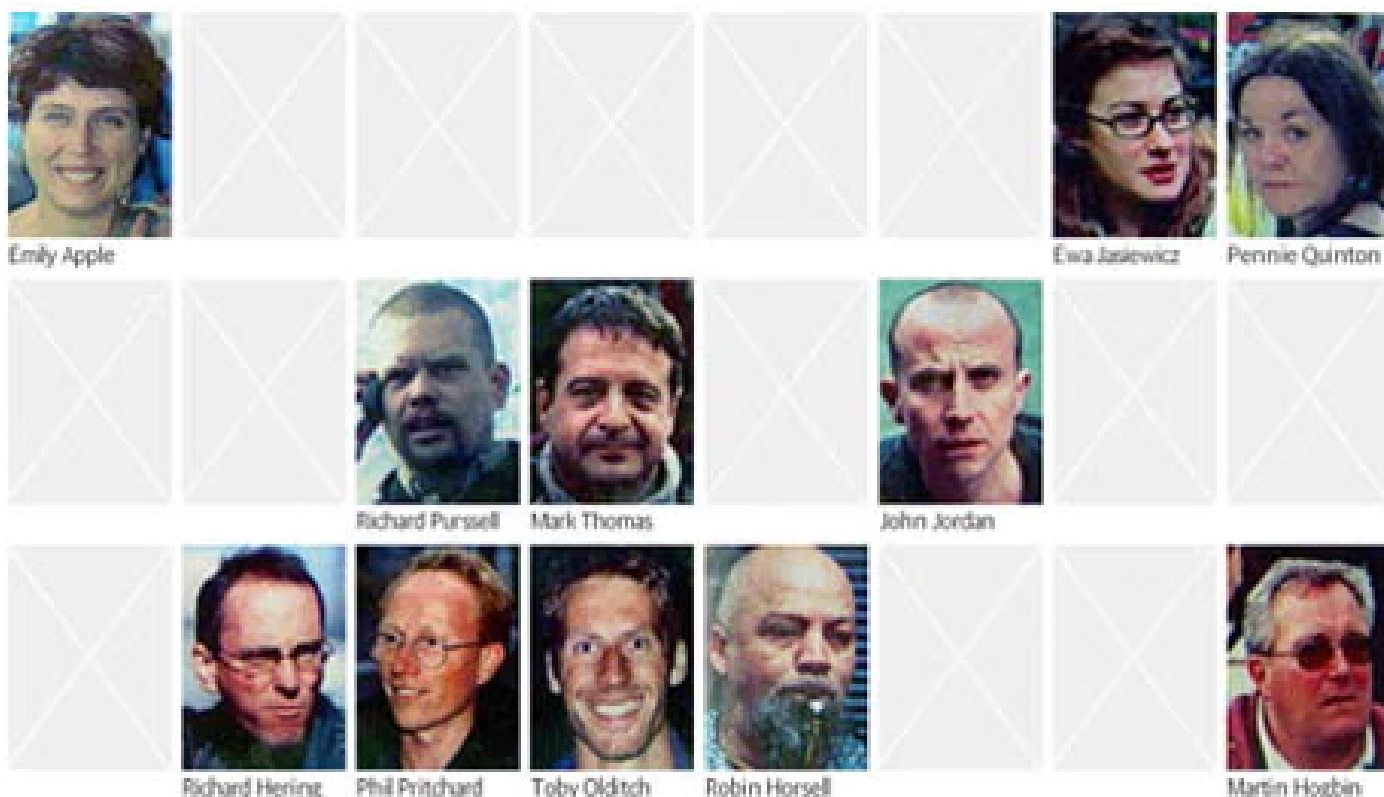 Emily Apple
Ewa Jasiewicz
Pennie Quinton
Richard Purssell
Mark Thomas
John Jordan
Richard Hering
Phil Pritchard
Toby Olditch
Robin Horsell
Martin Hogbin